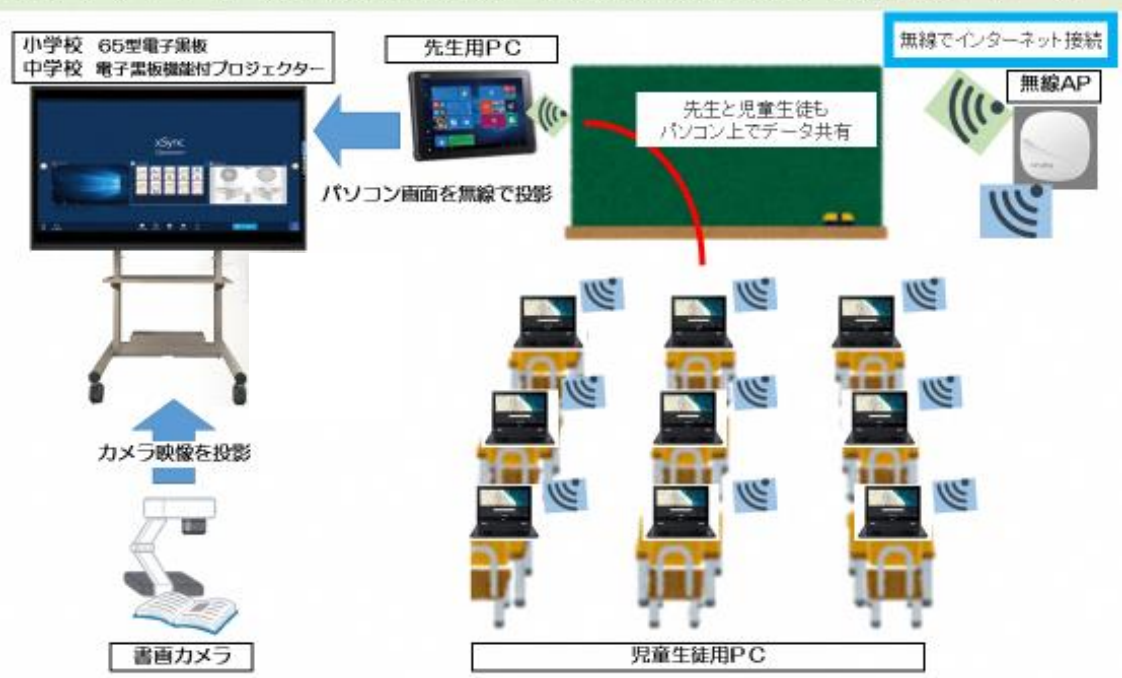 小学校 65型電子黒板
中学校 電子黒板機能付プロジェクター
先生用PC
無線でインターネット接続
無線AP
先生と児童生徒も
パソコン上でデータ共有
xSync
パソコン画面を無線で投影
カメラ映像を投影
書画カメラ
児童生徒用PC